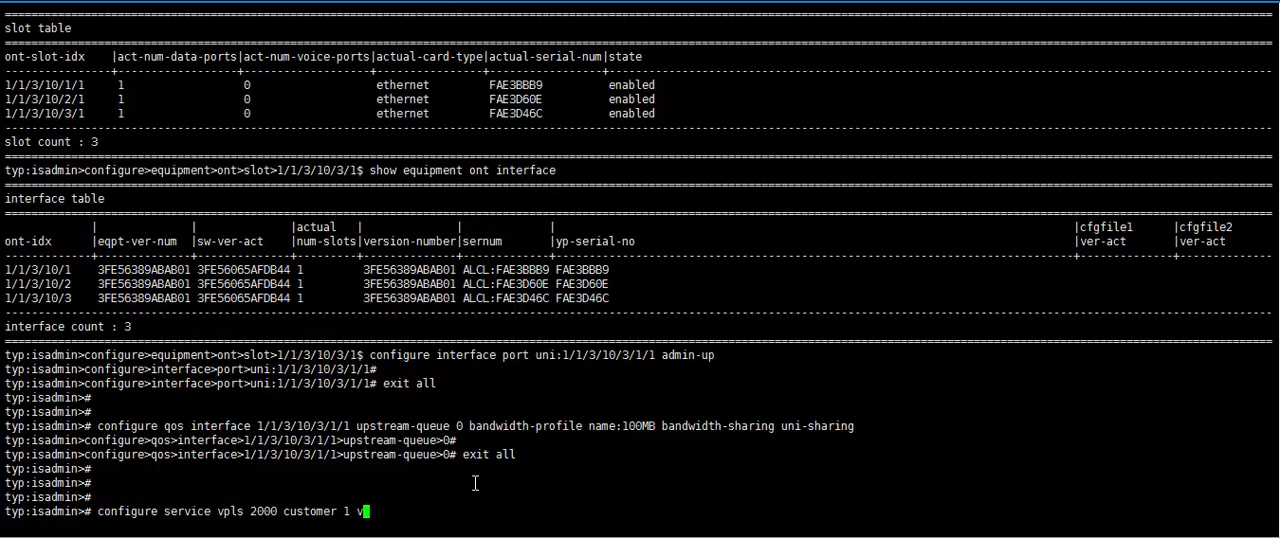 ================================================================================
slot table
================================================================================
ont-slot-idx    |act-num-data-ports|act-num-voice-ports|actual-card-type|actual-serial-num|state
----------------+------------------+-------------------+----------------+-----------------+--------
1/1/3/10/1/1     1                  0                   ethernet         FAE3BBB9          enabled
1/1/3/10/2/1     1                  0                   ethernet         FAE3D60E          enabled
1/1/3/10/3/1     1                  0                   ethernet         FAE3D46C          enabled
--------------------------------------------------------------------------------
slot count : 3
================================================================================
typ:isadmin>configure>equipment>ont>slot>1/1/3/10/3/1$ show equipment ont interface
================================================================================
interface table
================================================================================
             |              |              |actual   |              |             |              |cfgfile1      |cfgfile2
ont-idx      |eqpt-ver-num  |sw-ver-act    |num-slots|version-number|sernum       |yp-serial-no  |ver-act       |ver-act
-------------+--------------+--------------+---------+--------------+-------------+--------------+--------------+--------
1/1/3/10/1    3FE56389ABAB01 3FE56065AFDB44 1         3FE56389ABAB01 ALCL:FAE3BBB9 FAE3BBB9
1/1/3/10/2    3FE56389ABAB01 3FE56065AFDB44 1         3FE56389ABAB01 ALCL:FAE3D60E FAE3D60E
1/1/3/10/3    3FE56389ABAB01 3FE56065AFDB44 1         3FE56389ABAB01 ALCL:FAE3D46C FAE3D46C
--------------------------------------------------------------------------------
interface count : 3
================================================================================
typ:isadmin>configure>equipment>ont>slot>1/1/3/10/3/1$ configure interface port uni:1/1/3/10/3/1/1 admin-up
typ:isadmin>configure>interface>port>uni:1/1/3/10/3/1/1#
typ:isadmin>configure>interface>port>uni:1/1/3/10/3/1/1# exit all
typ:isadmin>#
typ:isadmin>#
typ:isadmin># configure qos interface 1/1/3/10/3/1/1 upstream-queue 0 bandwidth-profile name:100MB bandwidth-sharing uni-sharing
typ:isadmin>configure>qos>interface>1/1/3/10/3/1/1>upstream-queue>0#
typ:isadmin>configure>qos>interface>1/1/3/10/3/1/1>upstream-queue>0# exit all
typ:isadmin>#
typ:isadmin>#
typ:isadmin>#
typ:isadmin># configure service vpls 2000 customer 1 v